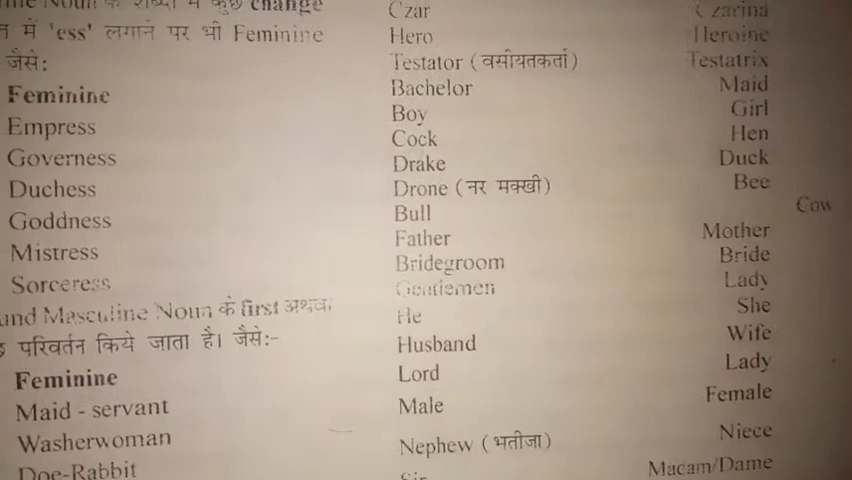 के शब्दों में कुछ change
में 'ess' लगाने पर भी Feminine
जैसे:
Feminine
Empress
Governess
Duchess
Goddness
Mistress
Sorceress
und Masculine Noun के first अथवा
परिवर्तन किये जाता है। जैसे:-
Feminine
Maid - servant
Washerwoman
Doe-Rabbit
Czar Czarina
Hero Heroine
Testator (वसीयतकर्ता) Testatrix
Bachelor Maid
Boy Girl
Cock Hen
Drake Duck
Drone (नर मक्खी) Bee
Bull Cow
Father Mother
Bridegroom Bride
Gentlemen Lady
He She
Husband Wife
Lord Lady
Male Female
Nephew (भतीजा) Niece
Sir Macam/Dame